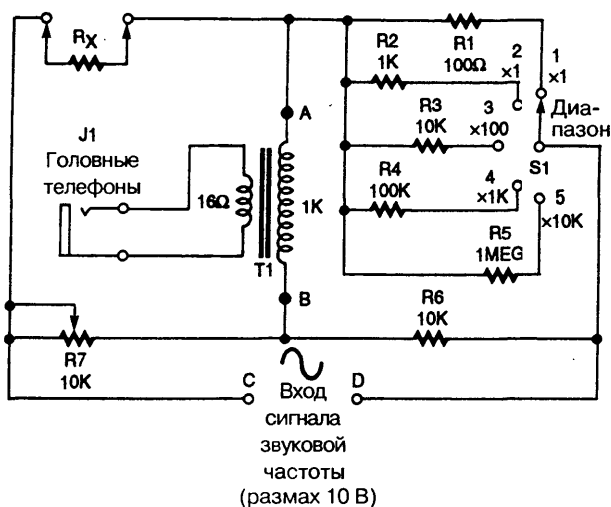 RX
J1
Головные
телефоны
16Ω
T1
1K
A
B
R2
1K
R1
100Ω
2
×1
1
×1
R3
10K
3
×100
Диа-
пазон
S1
R4
100K
4
×1K
5
×10K
R5
1MEG
R6
10K
R7
10K
C
D
Вход
сигнала
звуковой
частоты
(размах 10 В)